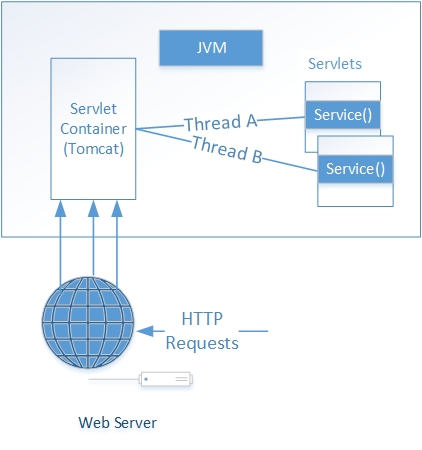 JVM
Servlets
Servlet
Container
(Tomcat)
Thread A
Service()
Thread B
Service()
HTTP
Requests
Web Server